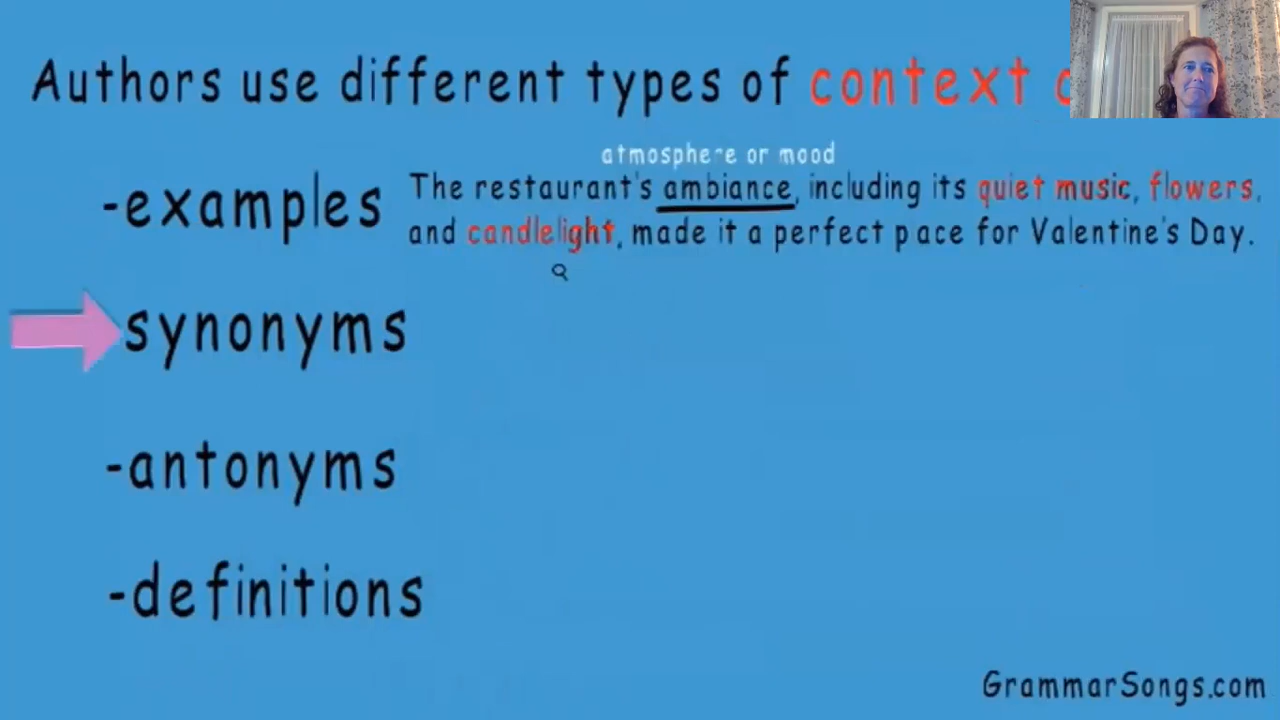 Authors use different types of context
atmosphere or mood
-examples The restaurant's ambiance, including its quiet music, flowers,
and candlelight, made it a perfect pace for Valentine's Day.
synonyms
-antonyms
-definitions
GrammarSongs.com